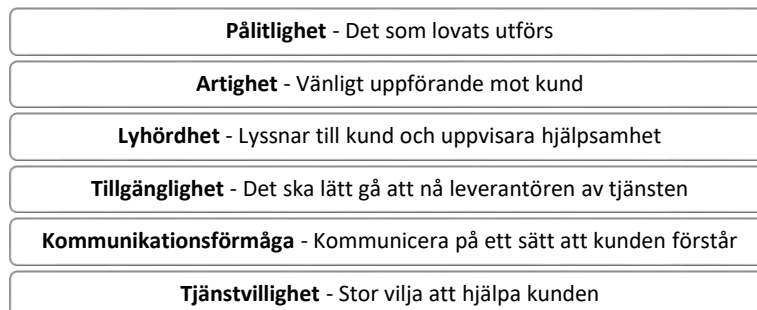 Pålitlighet - Det som lovats utförs
Artighet - Vänligt uppförande mot kund
Lyhördhet - Lyssnar till kund och uppvisara hjälpsamhet
Tillgänglighet - Det ska lätt gå att nå leverantören av tjänsten
Kommunikationsförmåga - Kommunicera på ett sätt att kunden förstår
Tjänstvillighet - Stor vilja att hjälpa kunden